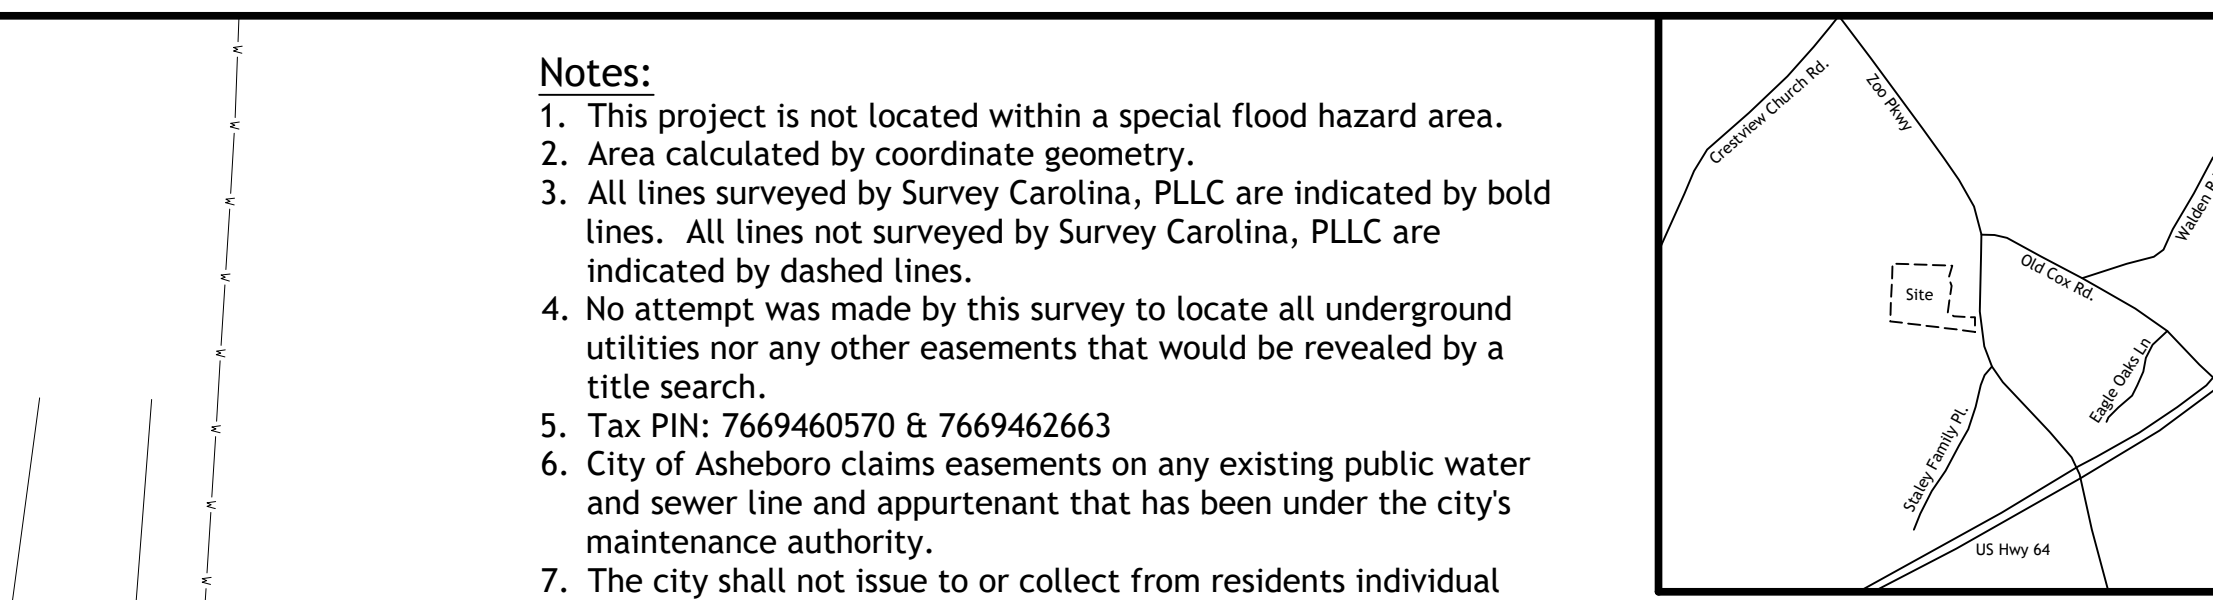 Notes:
1. This project is not located within a special flood hazard area.
2. Area calculated by coordinate geometry.
3. All lines surveyed by Survey Carolina, PLLC are indicated by bold
lines. All lines not surveyed by Survey Carolina, PLLC are
indicated by dashed lines.
4. No attempt was made by this survey to locate all underground
utilities nor any other easements that would be revealed by a
title search.
5. Tax PIN: 7669460570 & 7669462663
6. City of Asheboro claims easements on any existing public water
and sewer line and appurtenant that has been under the city's
maintenance authority.
7. The city shall not issue to or collect from residents individual
W
W
W
W
W
W
W
W
Crestview Church Rd.
Zoo Pkwy
Walden
Old Cox Rd.
Site
Eagle Oaks Ln
Staley Family Pl.
US Hwy 64